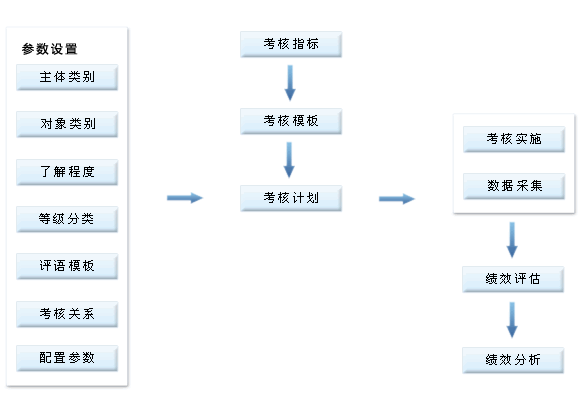 参数设置
主体类别
对象类别
了解程度
等级分类
评语模板
考核关系
配置参数
考核指标
考核模板
考核计划
考核实施
数据采集
绩效评估
绩效分析